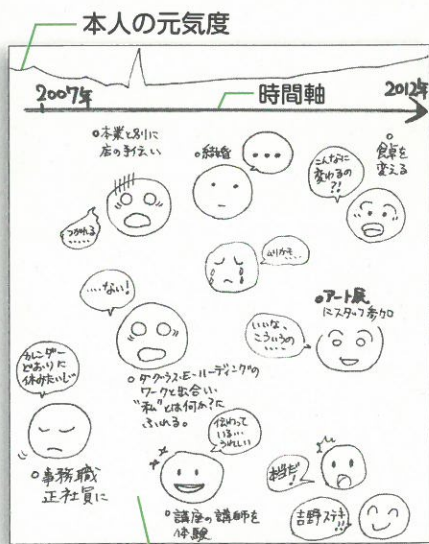 本人の元気度
2007年
時間軸
2012年
○本業と別に
店の手伝い
○結婚
・・・
こんなに
変わるの
?!
○食卓を
変える
つかれる
・・・・・
ムリかも・・・
・・・・ない!
●アート展
にスタッフ参加
いいな、
こういうの
・・・・
カレンダー
どおりに
休みたいし"
○ダグラス・E・ハーディングの
ワークと出合い
"私"とは何か?に
ふれる。
伝わって
いる・・・
うれしい
○事務職
正社員に
本当だ!
○講座の講師を
体験
吉野ステキ
!!